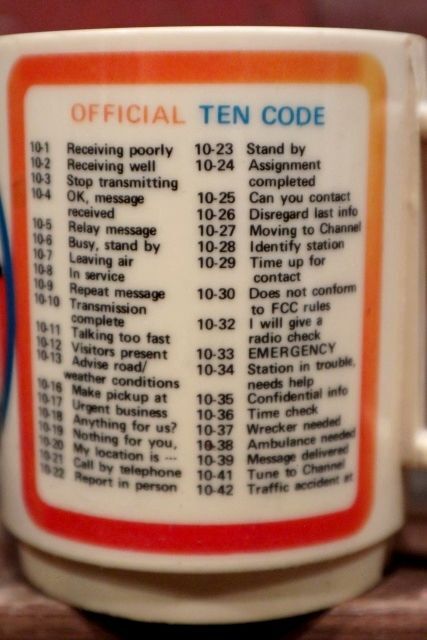 OFFICIAL TEN CODE
10-1 Receiving poorly
10-2 Receiving well
10-3 Stop transmitting
10-4 OK, message
received
10-5 Relay message
10-6 Busy, stand by
10-7 Leaving air
10-8 In service
10-9 Repeat message
10-10 Transmission
complete
10-11 Talking too fast
10-12 Visitors present
10-13 Advise road/
weather conditions
10-16 Make pickup at
10-17 Urgent business
10-18 Anything for us?
10-19 Nothing for you,
10-20 My location is ---
10-21 Call by telephone
10-22 Report in person
10-23 Stand by
10-24 Assignment
completed
10-25 Can you contact
10-26 Disregard last info
10-27 Moving to Channel
10-28 Identify station
10-29 Time up for
contact
10-30 Does not conform
to FCC rules
10-32 I will give a
radio check
10-33 EMERGENCY
10-34 Station in trouble,
needs help
10-35 Confidential info
10-36 Time check
10-37 Wrecker needed
10-38 Ambulance needed
10-39 Message delivered
10-41 Tune to Channel
10-42 Traffic accident at